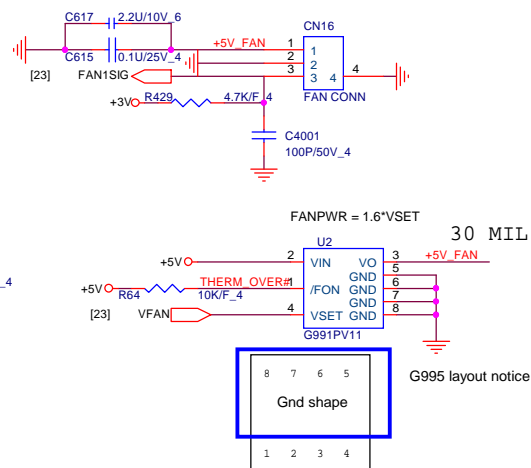 C617 2.2U/10V_6
CN16
+5V_FAN 1 1
2 2
C615 0.1U/25V_4
[23] FAN1SIG 3 3 4 4
FAN CONN
+3V R429 4.7K/F_4
C4001
100P/50V_4
FANPWR = 1.6*VSET
30 MIL
U2
+5V 2 VIN VO 3 +5V_FAN
GND 5
_4
+5V R64 10K/F_4 THERM_OVER# 1 /FON GND 6
GND 7
[23] VFAN 4 VSET GND 8
G991PV11
G995 layout notice
8 7 6 5
Gnd shape
1 2 3 4